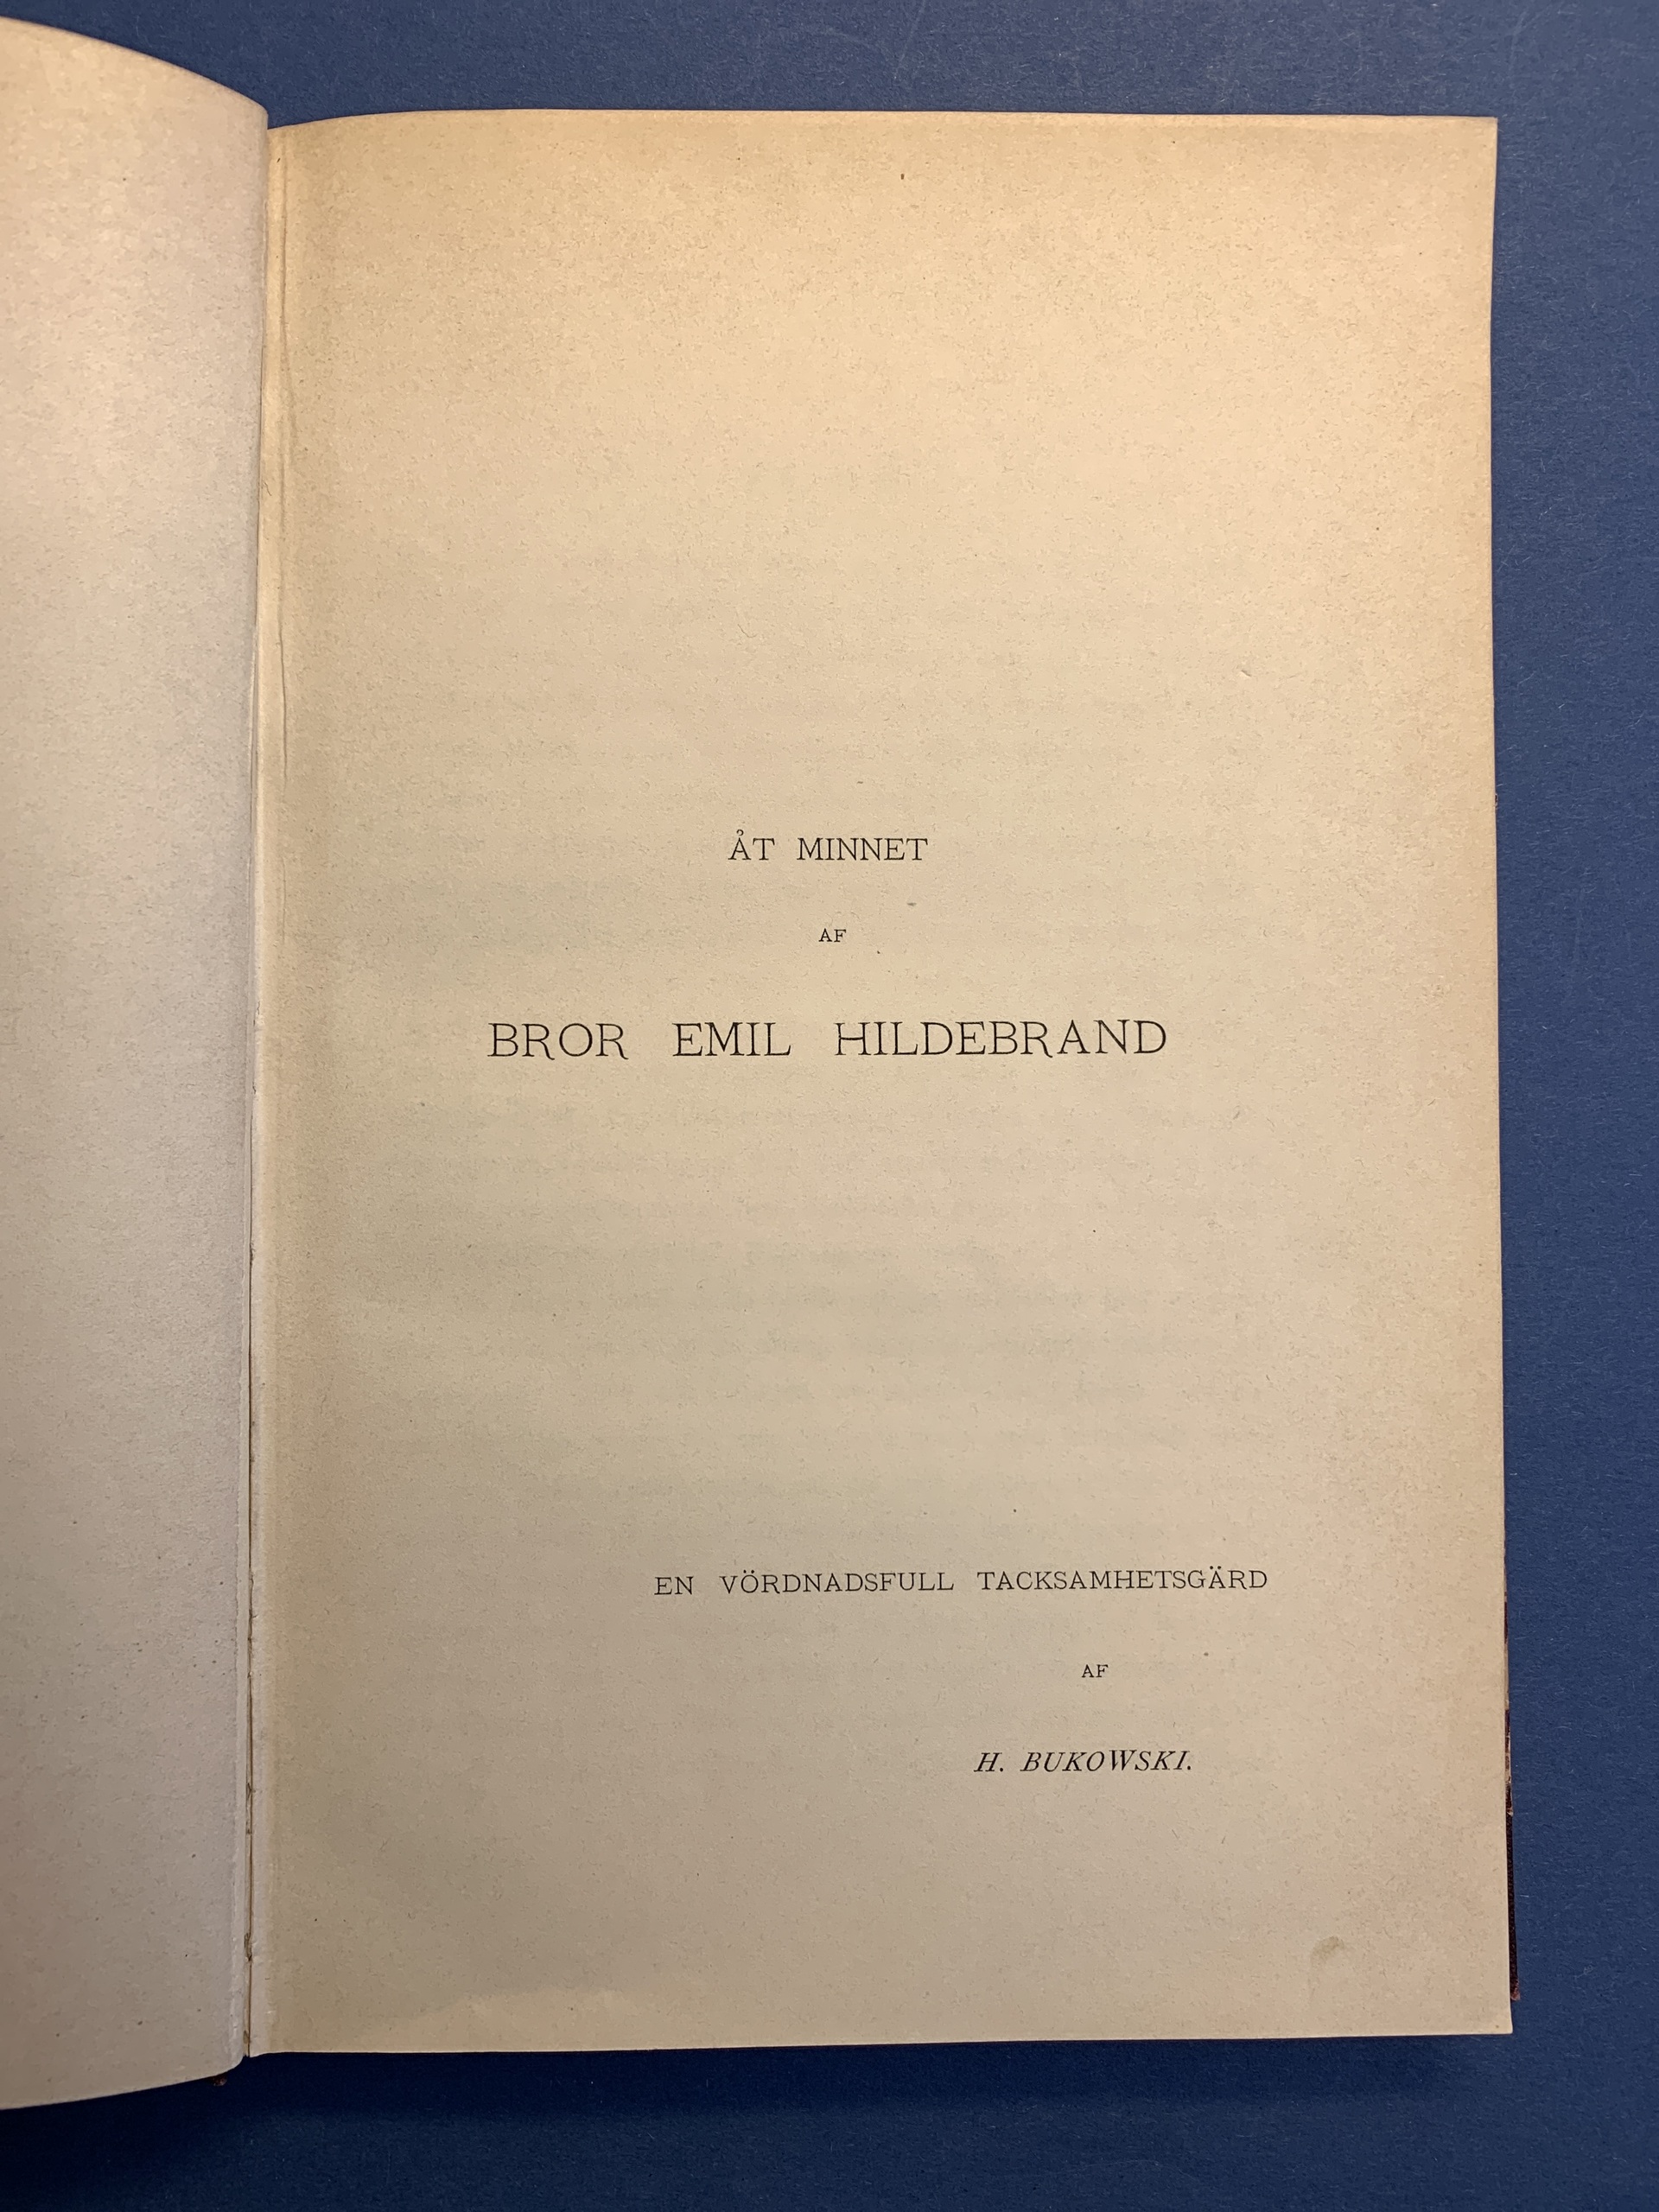 ÅT MINNET
AF
BROR EMIL HILDEBRAND
EN VÖRDNADSFULL TACKSAMHETSGÄRD
AF
H. BUKOWSKI.